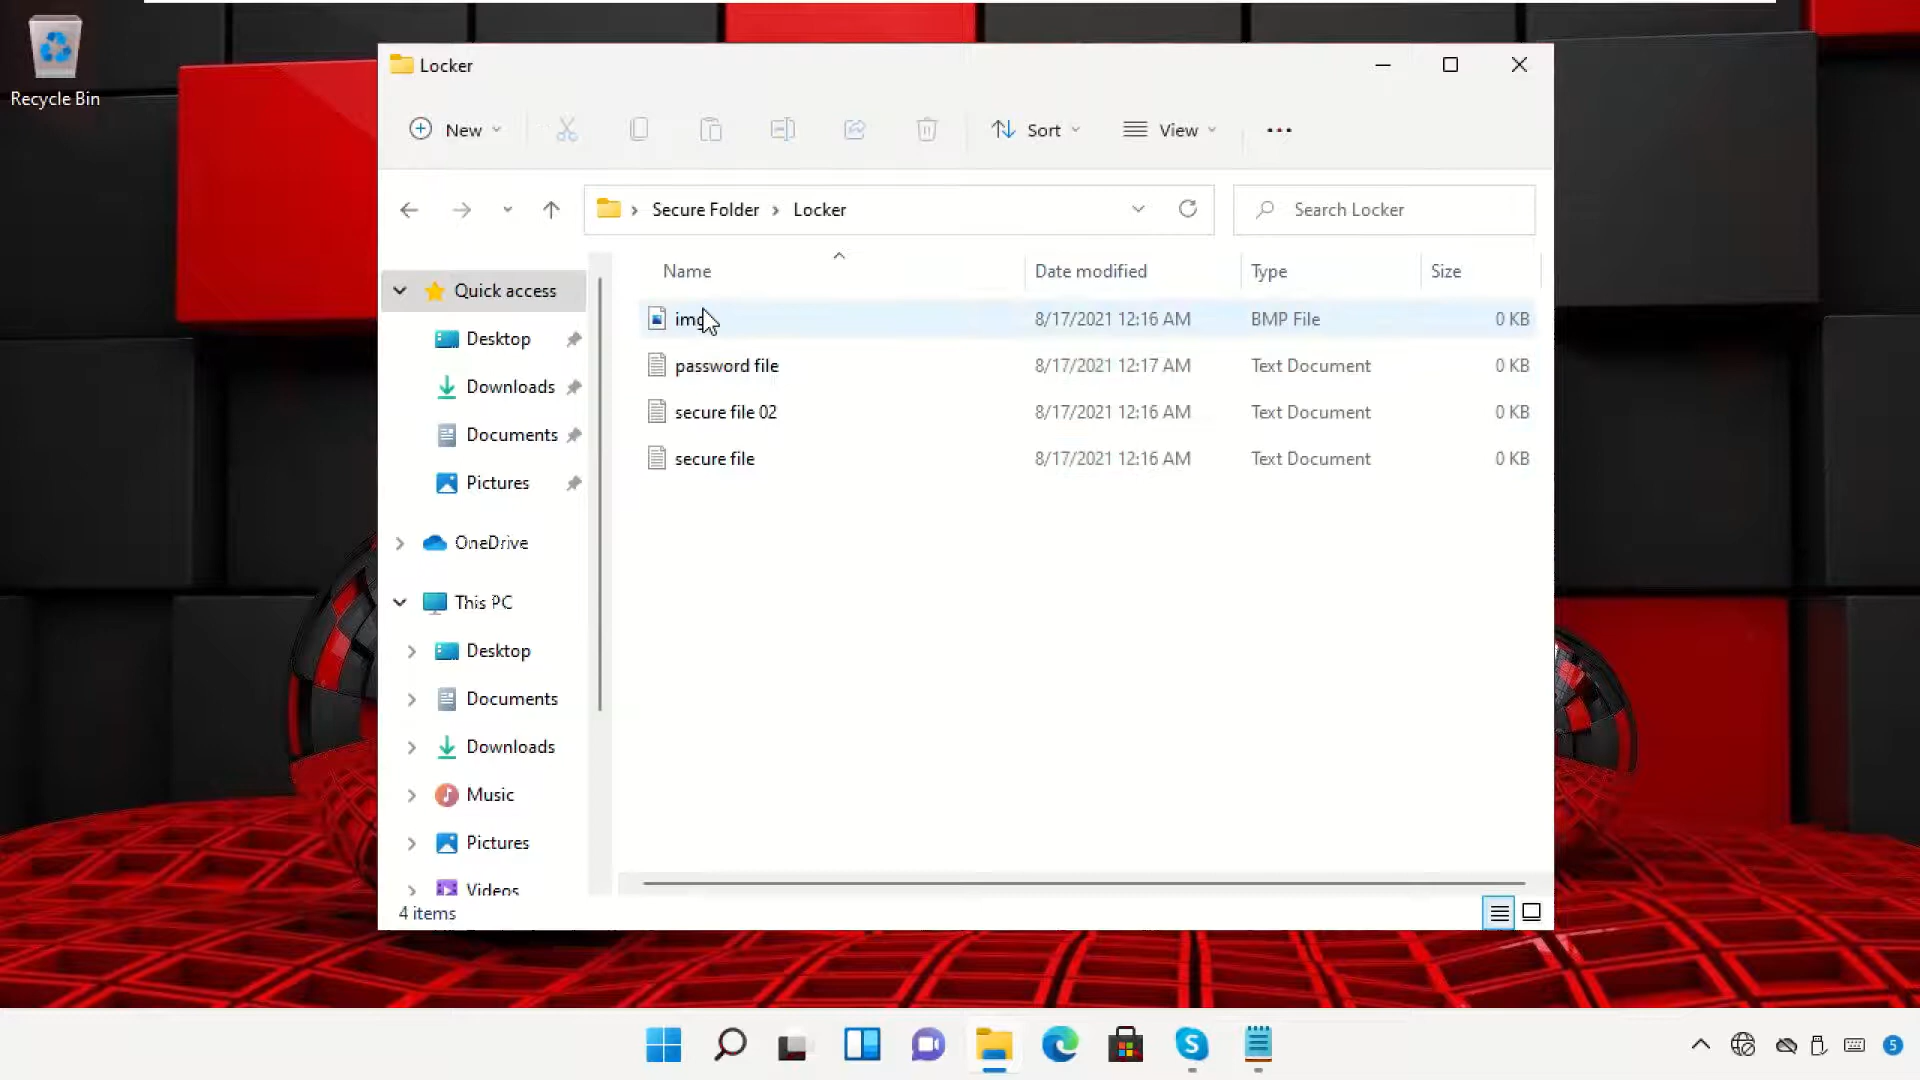 Recycle Bin
Locker
New
Sort
View
Secure Folder > Locker
Search Locker
Name Date modified Type Size
img 8/17/2021 12:16 AM BMP File 0 KB
password file 8/17/2021 12:17 AM Text Document 0 KB
secure file 02 8/17/2021 12:16 AM Text Document 0 KB
secure file 8/17/2021 12:16 AM Text Document 0 KB
Quick access
Desktop
Downloads
Documents
Pictures
OneDrive
This PC
Desktop
Documents
Downloads
Music
Pictures
Videos
4 items
S
5